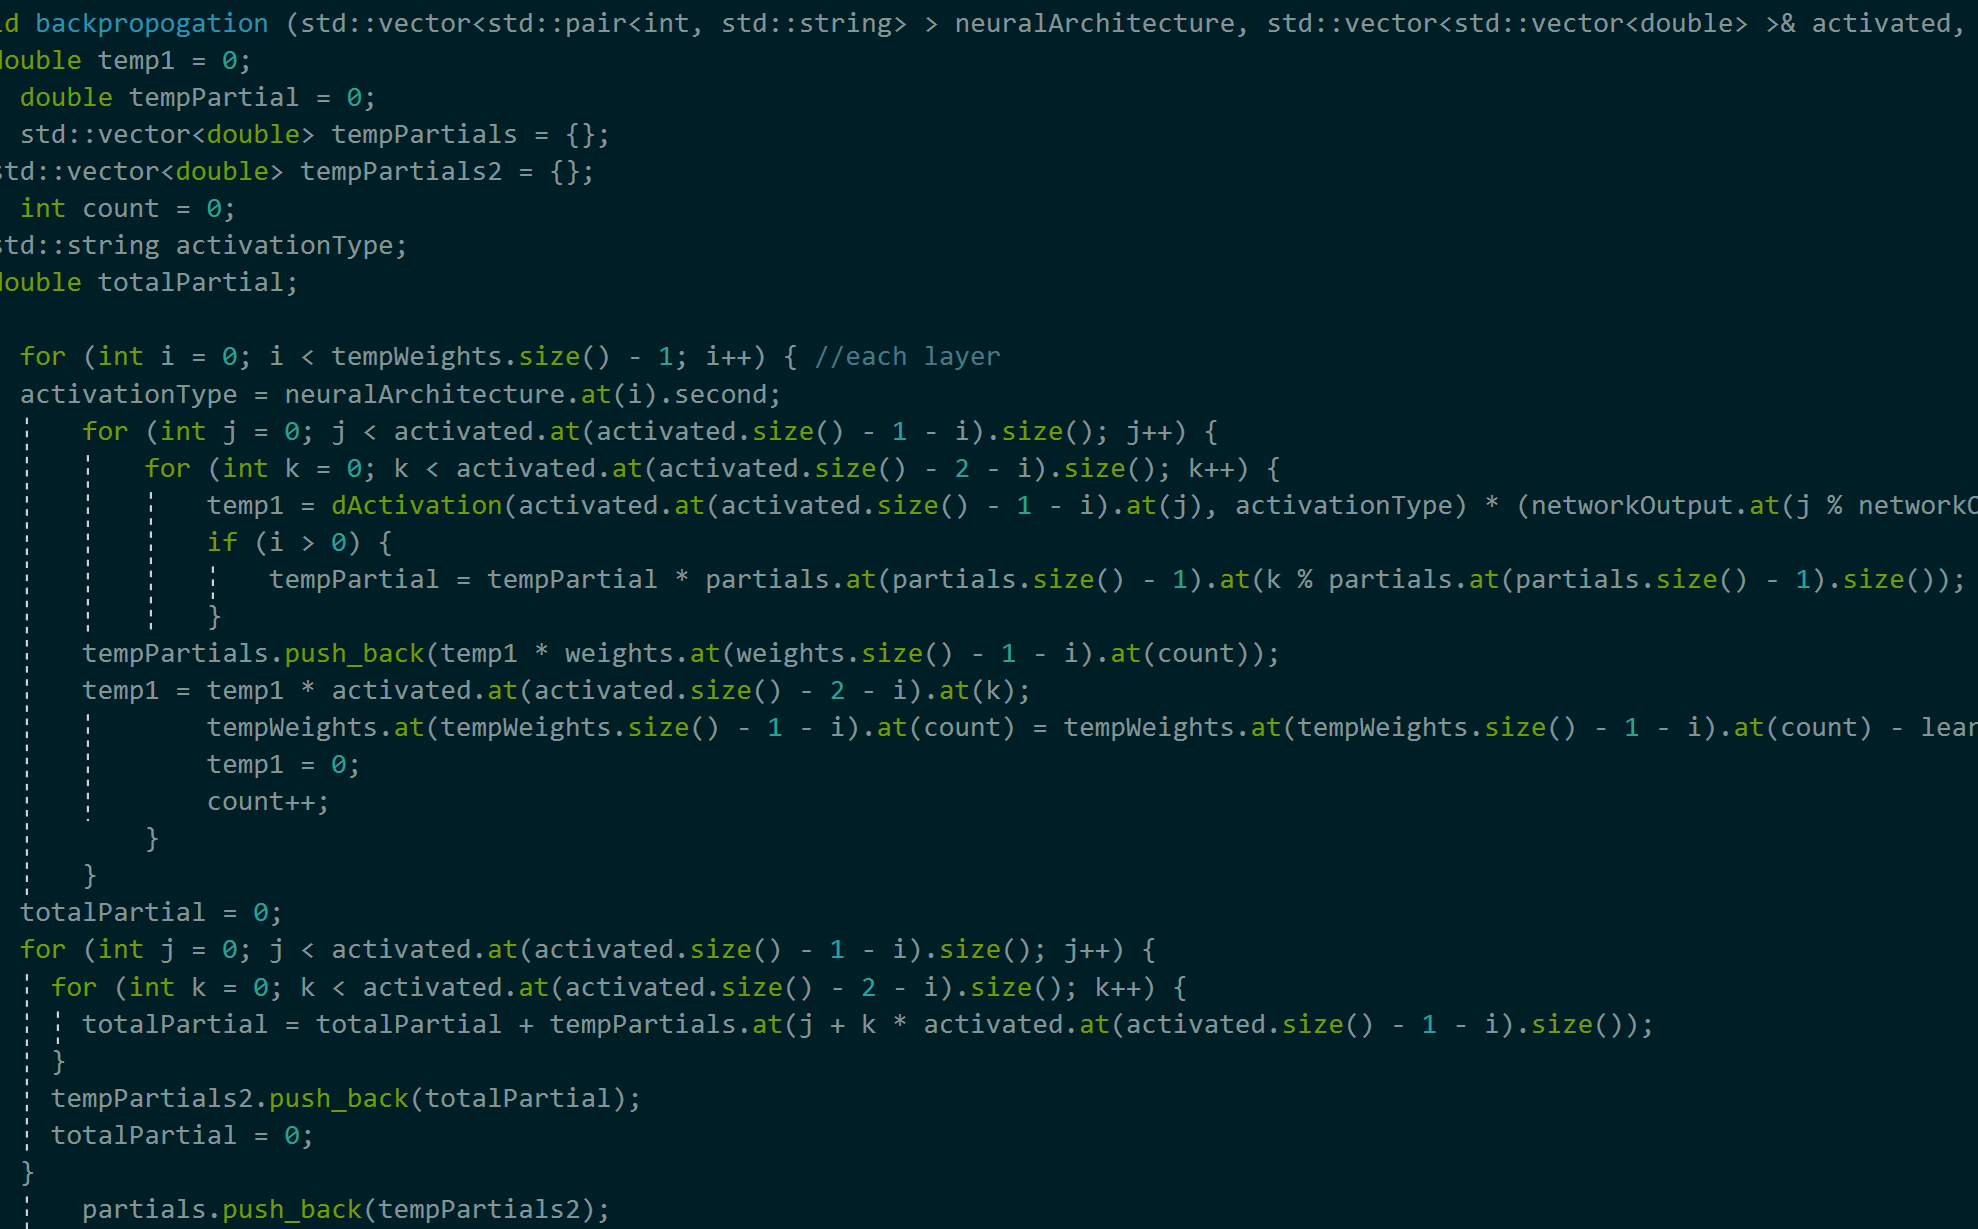 backpropogation (std::vector<std::pair<int, std::string> > neuralArchitecture, std::vector<std::vector<double> >& activated,
double temp1 = 0;
double tempPartial = 0;
std::vector<double> tempPartials = {};
std::vector<double> tempPartials2 = {};
int count = 0;
std::string activationType;
double totalPartial;
for (int i = 0; i < tempWeights.size() - 1; i++) { //each layer
activationType = neuralArchitecture.at(i).second;
for (int j = 0; j < activated.at(activated.size() - 1 - i).size(); j++) {
for (int k = 0; k < activated.at(activated.size() - 2 - i).size(); k++) {
temp1 = dActivation(activated.at(activated.size() - 1 - i).at(j), activationType) * (networkOutput.at(j % network
if (i > 0) {
tempPartial = tempPartial * partials.at(partials.size() - 1).at(k % partials.at(partials.size() - 1).size());
}
tempPartials.push_back(temp1 * weights.at(weights.size() - 1 - i).at(count));
temp1 = temp1 * activated.at(activated.size() - 2 - i).at(k);
tempWeights.at(tempWeights.size() - 1 - i).at(count) = tempWeights.at(tempWeights.size() - 1 - i).at(count) - lear
temp1 = 0;
count++;
}
}
totalPartial = 0;
for (int j = 0; j < activated.at(activated.size() - 1 - i).size(); j++) {
for (int k = 0; k < activated.at(activated.size() - 2 - i).size(); k++) {
totalPartial = totalPartial + tempPartials.at(j + k * activated.at(activated.size() - 1 - i).size());
}
tempPartials2.push_back(totalPartial);
totalPartial = 0;
}
partials.push_back(tempPartials2);